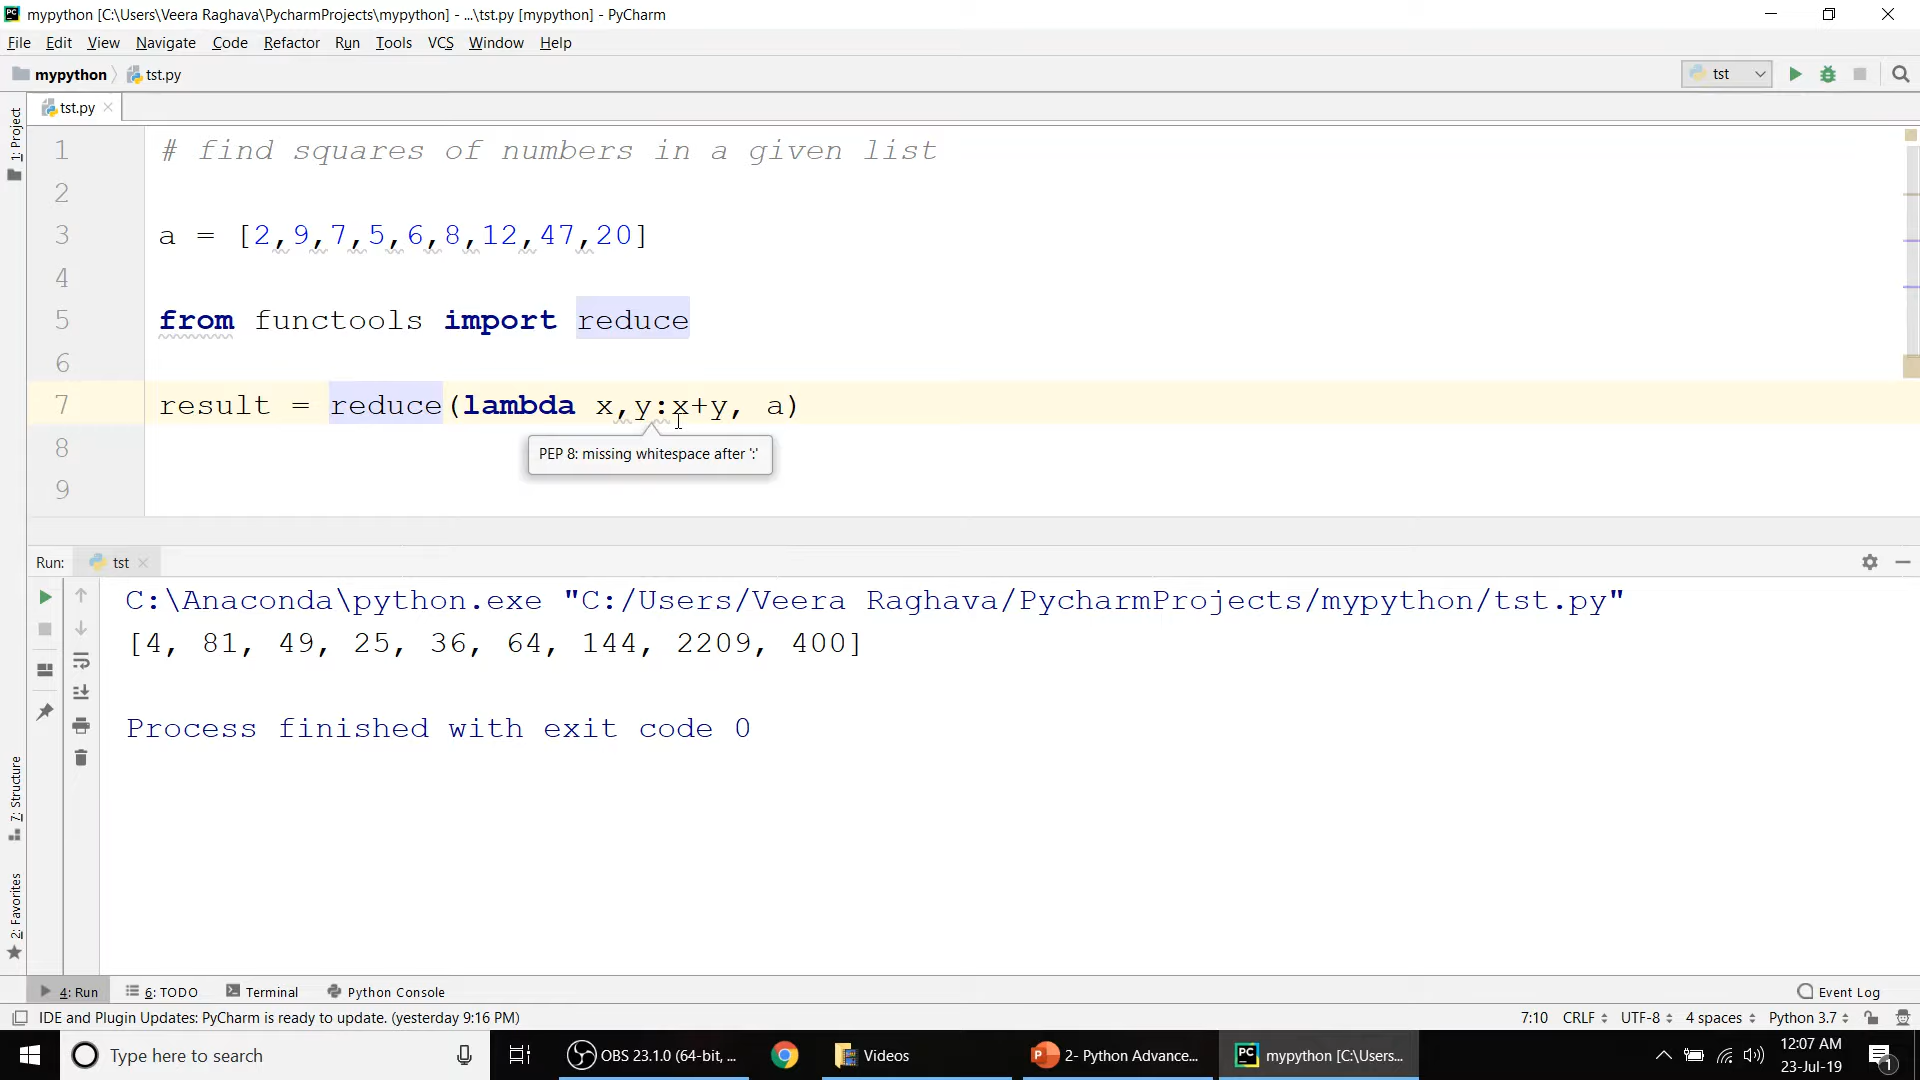 mypython [C:\Users\Veera Raghava\PycharmProjects\mypython] - ...\tst.py [mypython] - PyCharm
File Edit View Navigate Code Refactor Run Tools VCS Window Help
mypython tst.py
tst
tst.py
1: Project
1 # find squares of numbers in a given list
2
3 a = [2,9,7,5,6,8,12,47,20]
4
5 from functools import reduce
6
7 result = reduce(lambda x,y:x+y, a)
8
PEP 8: missing whitespace after ':'
9
Run: tst
C:\Anaconda\python.exe "C:/Users/Veera Raghava/PycharmProjects/mypython/tst.py"
[4, 81, 49, 25, 36, 64, 144, 2209, 400]
Process finished with exit code 0
7: Structure
2: Favorites
4: Run 6: TODO Terminal Python Console Event Log
IDE and Plugin Updates: PyCharm is ready to update. (yesterday 9:16 PM) 7:10 CRLF UTF-8 4 spaces Python 3.7
Type here to search
OBS 23.1.0 (64-bit, ...
Videos
2- Python Advance...
mypython [C:\Users...
12:07 AM
23-Jul-19
1